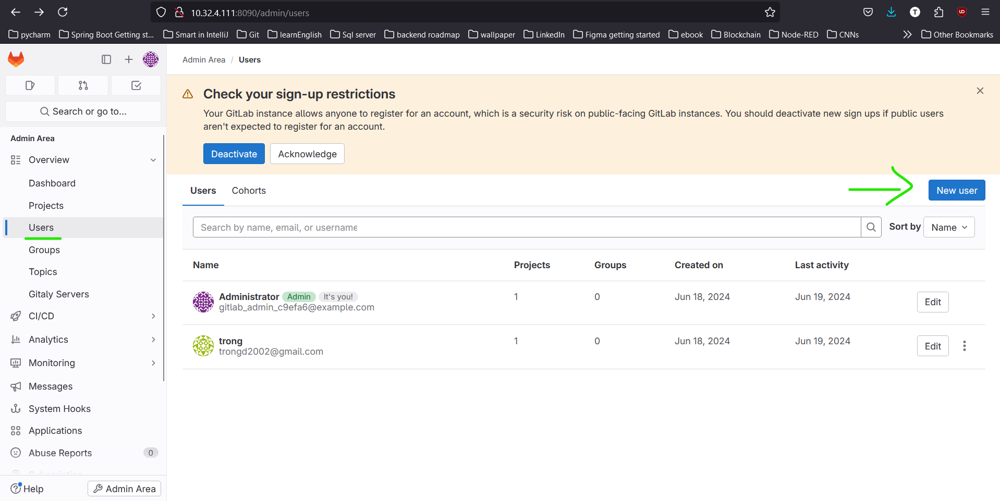 10.32.4.111:8090/admin/users
T
uD
pycharm
Spring Boot Getting st...
Smart in IntelliJ
Git
learnEnglish
Sql server
backend roadmap
wallpaper
LinkedIn
Figma getting started
ebook
Blockchain
Node-RED
CNNs
Other Bookmarks
Admin Area / Users
Search or go to...
Admin Area
Overview
Dashboard
Projects
Users
Groups
Topics
Gitaly Servers
CI/CD
Analytics
Monitoring
Messages
System Hooks
Applications
Abuse Reports 0
Subscription
? Help
Admin Area
Check your sign-up restrictions
Your GitLab instance allows anyone to register for an account, which is a security risk on public-facing GitLab instances. You should deactivate new sign ups if public users
aren't expected to register for an account.
Deactivate Acknowledge
Users Cohorts
New user
Search by name, email, or username
Sort by Name
Name Projects Groups Created on Last activity
Administrator Admin It's you! 1 0 Jun 18, 2024 Jun 19, 2024 Edit
gitlab_admin_c9efa6@example.com
trong 1 0 Jun 18, 2024 Jun 19, 2024 Edit
trongd2002@gmail.com